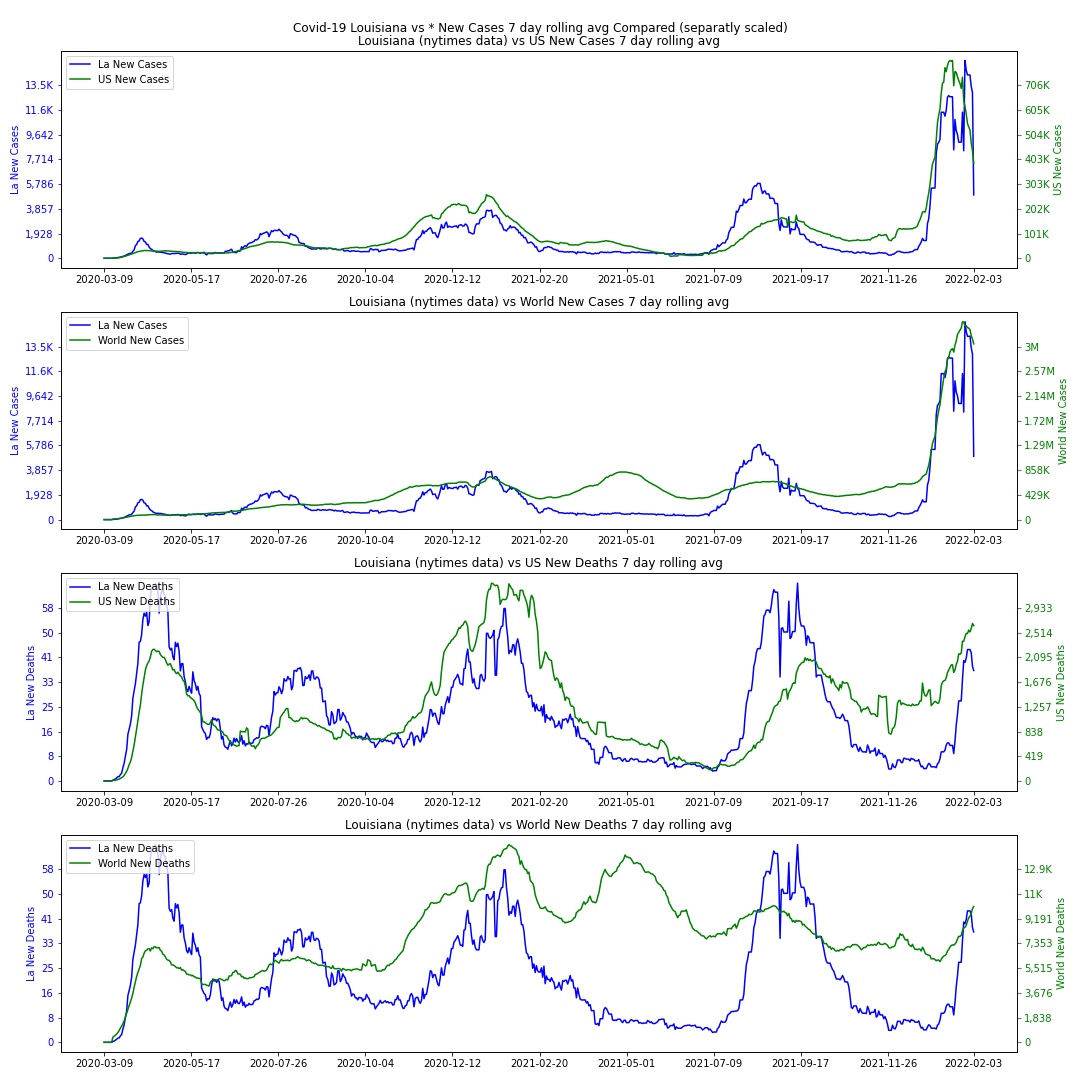 Covid-19 Louisiana vs * New Cases 7 day rolling avg Compared (separatly scaled)
Louisiana (nytimes data) vs US New Cases 7 day rolling avg
La New Cases
US New Cases
13.5K
11.6K
9,642
7,714
5,786
3,857
1,928
0
La New Cases
706K
605K
504K
403K
303K
202K
101K
0
US New Cases
2020-03-09 2020-05-17 2020-07-26 2020-10-04 2020-12-12 2021-02-20 2021-05-01 2021-07-09 2021-09-17 2021-11-26 2022-02-03
Louisiana (nytimes data) vs World New Cases 7 day rolling avg
La New Cases
World New Cases
13.5K
11.6K
9,642
7,714
5,786
3,857
1,928
0
La New Cases
3M
2.57M
2.14M
1.72M
1.29M
858K
429K
0
World New Cases
2020-03-09 2020-05-17 2020-07-26 2020-10-04 2020-12-12 2021-02-20 2021-05-01 2021-07-09 2021-09-17 2021-11-26 2022-02-03
Louisiana (nytimes data) vs US New Deaths 7 day rolling avg
La New Deaths
US New Deaths
58
50
41
33
25
16
8
0
La New Deaths
2,933
2,514
2,095
1,676
1,257
838
419
0
US New Deaths
2020-03-09 2020-05-17 2020-07-26 2020-10-04 2020-12-12 2021-02-20 2021-05-01 2021-07-09 2021-09-17 2021-11-26 2022-02-03
Louisiana (nytimes data) vs World New Deaths 7 day rolling avg
La New Deaths
World New Deaths
58
50
41
33
25
16
8
0
La New Deaths
12.9K
11K
9,191
7,353
5,515
3,676
1,838
0
World New Deaths
2020-03-09 2020-05-17 2020-07-26 2020-10-04 2020-12-12 2021-02-20 2021-05-01 2021-07-09 2021-09-17 2021-11-26 2022-02-03